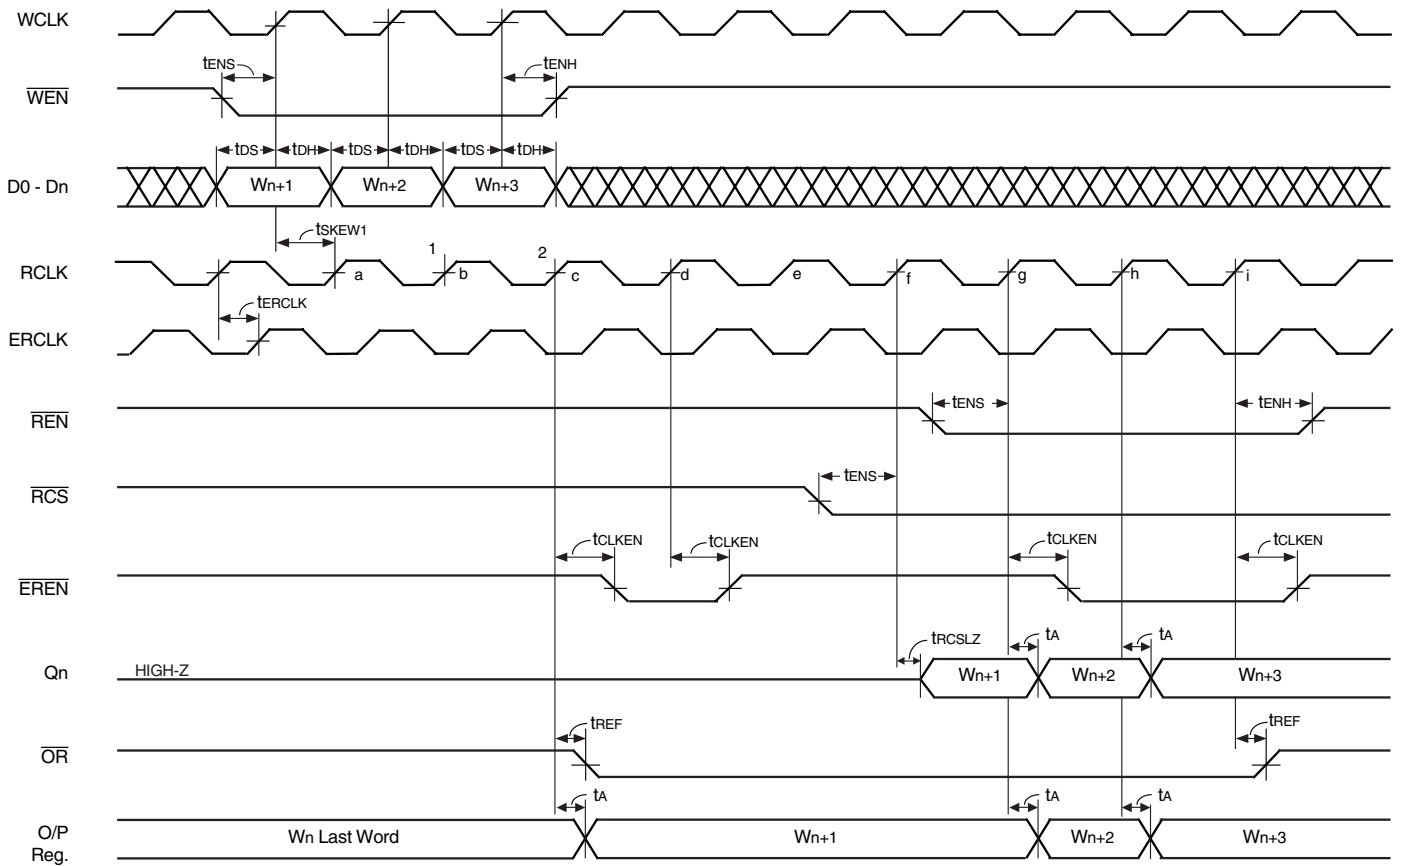 WCLK
tENS
tENH
WEN
tDS tDH tDS tDH tDS tDH
D0 - Dn
Wn+1 Wn+2 Wn+3
tSKEW1
1 2
RCLK
a b c d e f g h i
tERCLK
ERCLK
REN
tENS
tENH
RCS
tENS
tCLKEN tCLKEN tCLKEN tCLKEN
EREN
tRCSLZ
tA tA
Qn
HIGH-Z
Wn+1 Wn+2 Wn+3
tREF tREF
OR
tA tA tA
O/P
Reg.
Wn Last Word Wn+1 Wn+2 Wn+3